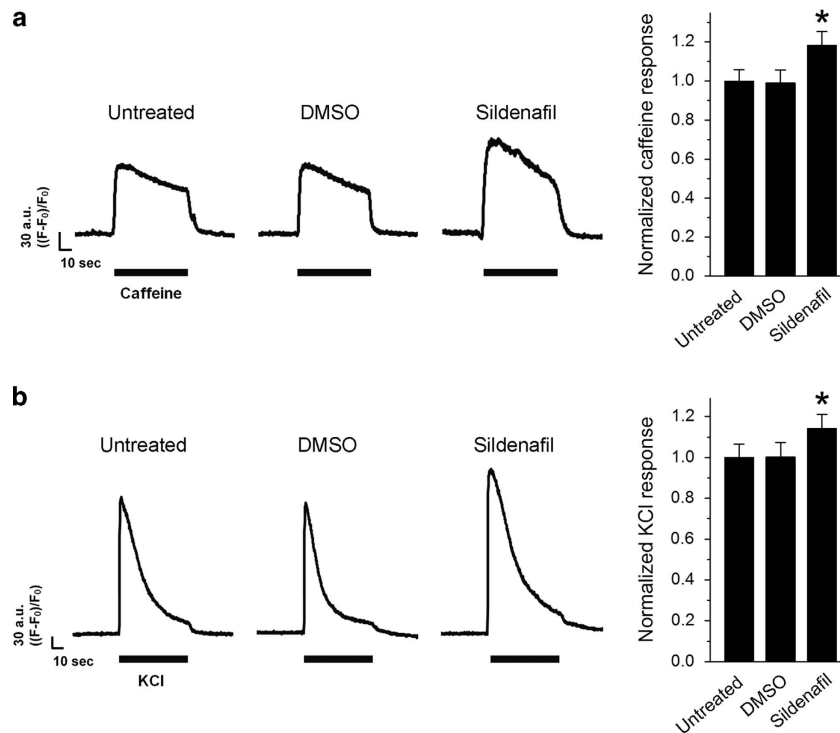 a
Untreated
DMSO
Sildenafil
30 a.u.
((F-F₀)/F₀)
10 sec
Caffeine
Normalized caffeine response
1.2
1.0
0.8
0.6
0.4
0.2
0.0
*
Untreated
DMSO
Sildenafil
b
Untreated
DMSO
Sildenafil
30 a.u.
((F-F₀)/F₀)
10 sec
KCl
Normalized KCl response
1.2
1.0
0.8
0.6
0.4
0.2
0.0
*
Untreated
DMSO
Sildenafil